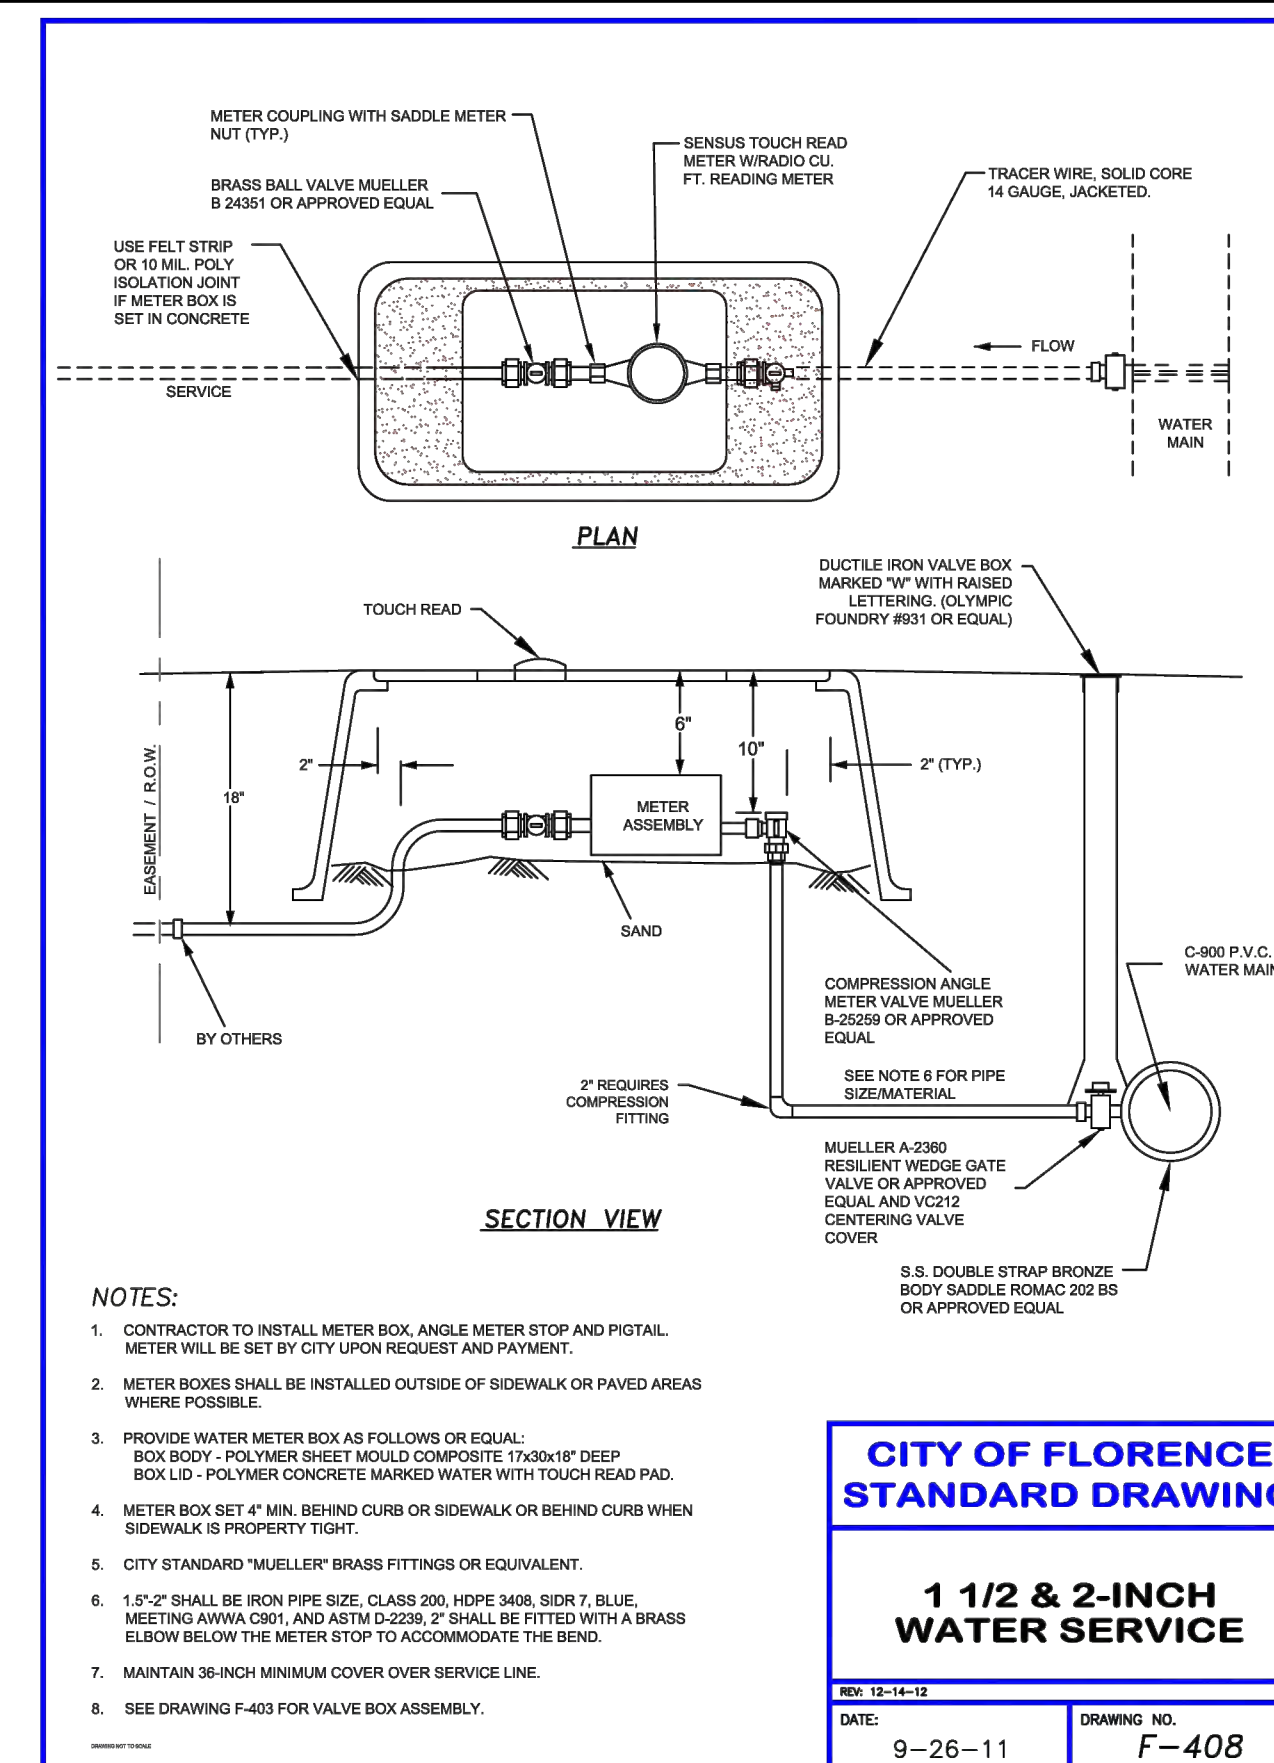 METER COUPLING WITH SADDLE METER
NUT (TYP.)
SENSUS TOUCH READ
METER W/RADIO CU.
FT. READING METER
TRACER WIRE, SOLID CORE
14 GAUGE, JACKETED.
BRASS BALL VALVE MUELLER
B 24351 OR APPROVED EQUAL
USE FELT STRIP
OR 10 MIL. POLY
ISOLATION JOINT
IF METER BOX IS
SET IN CONCRETE
FLOW
SERVICE
WATER
MAIN
PLAN
DUCTILE IRON VALVE BOX
MARKED "W" WITH RAISED
LETTERING. (OLYMPIC
FOUNDRY #931 OR EQUAL)
TOUCH READ
6"
10"
2"
2" (TYP.)
18"
EASEMENT / R.O.W.
METER
ASSEMBLY
SAND
C-900 P.V.C.
WATER MAIN
COMPRESSION ANGLE
METER VALVE MUELLER
B-25259 OR APPROVED
EQUAL
BY OTHERS
SEE NOTE 6 FOR PIPE
SIZE/MATERIAL
2" REQUIRES
COMPRESSION
FITTING
MUELLER A-2360
RESILIENT WEDGE GATE
VALVE OR APPROVED
EQUAL AND VC212
CENTERING VALVE
COVER
SECTION VIEW
S.S. DOUBLE STRAP BRONZE
BODY SADDLE ROMAC 202 BS
OR APPROVED EQUAL
NOTES:
1. CONTRACTOR TO INSTALL METER BOX, ANGLE METER STOP AND PIGTAIL.
METER WILL BE SET BY CITY UPON REQUEST AND PAYMENT.
2. METER BOXES SHALL BE INSTALLED OUTSIDE OF SIDEWALK OR PAVED AREAS
WHERE POSSIBLE.
3. PROVIDE WATER METER BOX AS FOLLOWS OR EQUAL:
BOX BODY - POLYMER SHEET MOULD COMPOSITE 17x30x18" DEEP
BOX LID - POLYMER CONCRETE MARKED WATER WITH TOUCH READ PAD.
4. METER BOX SET 4" MIN. BEHIND CURB OR SIDEWALK OR BEHIND CURB WHEN
SIDEWALK IS PROPERTY TIGHT.
5. CITY STANDARD "MUELLER" BRASS FITTINGS OR EQUIVALENT.
6. 1.5"-2" SHALL BE IRON PIPE SIZE, CLASS 200, HDPE 3408, SIDR 7, BLUE,
MEETING AWWA C901, AND ASTM D-2239, 2" SHALL BE FITTED WITH A BRASS
ELBOW BELOW THE METER STOP TO ACCOMMODATE THE BEND.
7. MAINTAIN 36-INCH MINIMUM COVER OVER SERVICE LINE.
8. SEE DRAWING F-403 FOR VALVE BOX ASSEMBLY.
DRAWING NOT TO SCALE
CITY OF FLORENCE
STANDARD DRAWING
1 1/2 & 2-INCH
WATER SERVICE
REV: 12-14-12
DATE:
9-26-11
DRAWING NO.
F-408